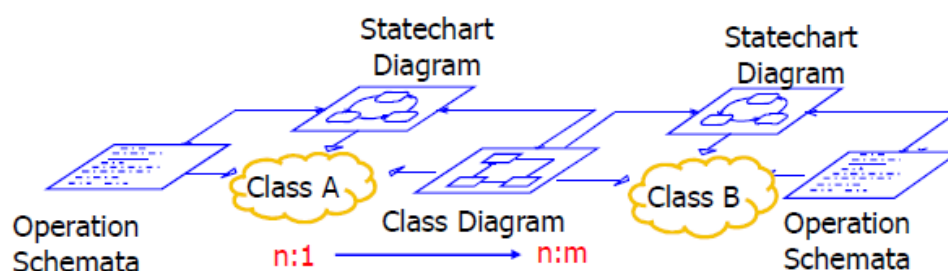 Statechart
Diagram
Statechart
Diagram
Class A
Class B
Operation
Schemata
Class Diagram
Operation
Schemata
n:1
n:m